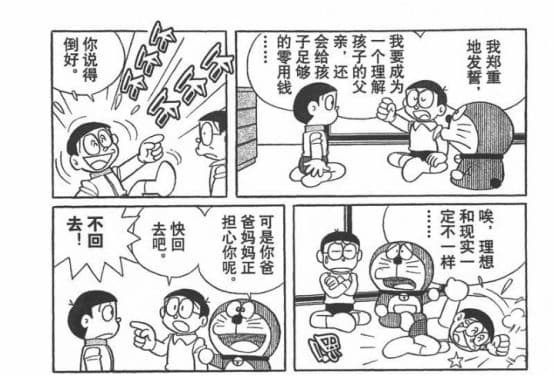 我郑重
地发誓，
我要成为
一个理解
孩子的父
亲，还
会给孩
子足够
的零用钱
……
你说得
倒好。
唉，理想
和现实一
定不一样
……
可是你爸
爸妈妈正
担心你呢。
快回
去吧。
不回
去！